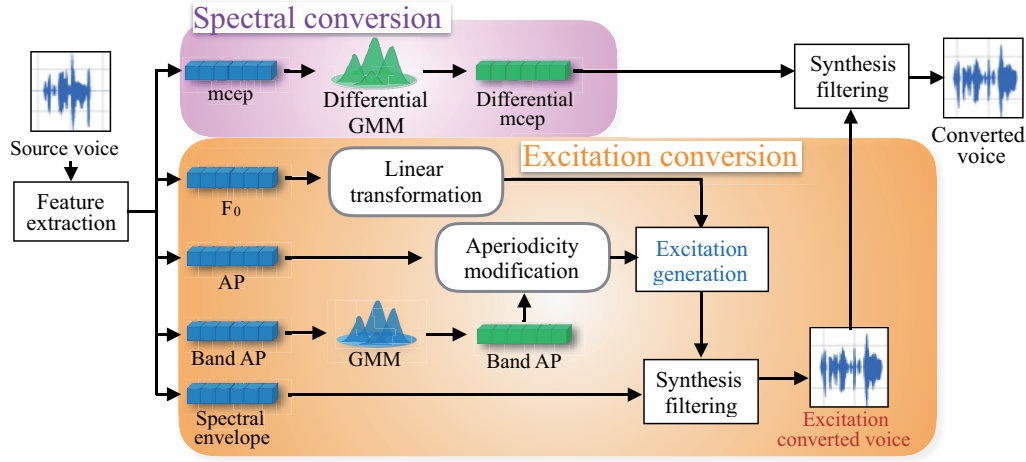 Spectral conversion
mcep
Differential
GMM
Differential
mcep
Synthesis
filtering
Converted
voice
Source voice
Feature
extraction
Excitation conversion
F₀
Linear
transformation
AP
Aperiodicity
modification
Excitation
generation
Band AP
GMM
Band AP
Spectral
envelope
Synthesis
filtering
Excitation
converted voice